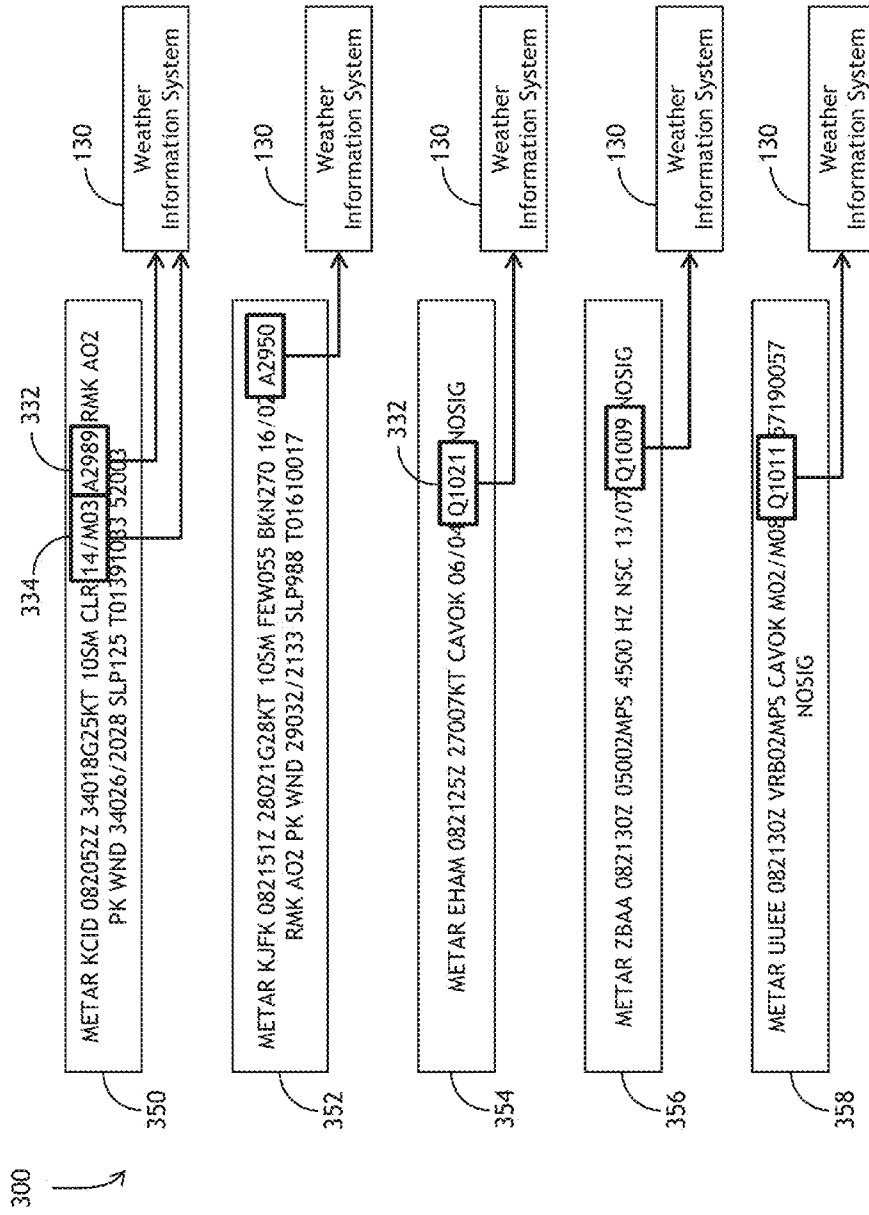 300
350
METAR KCID 082052Z 34018G25KT 10SM CLR 14/M03 A2989 RMK AO2
PK WND 34026/2028 SLP125 T01391033 52003
334
332
130
Weather
Information System
352
METAR KJFK 082151Z 28021G28KT 10SM FEW055 BKN270 16/02 A2950
RMK AO2 PK WND 29032/2133 SLP988 T01610017
130
Weather
Information System
354
METAR EHAM 082125Z 27007KT CAVOK 06/04 Q1021 NOSIG
332
130
Weather
Information System
356
METAR ZBAA 082130Z 05002MPS 4500 HZ NSC 13/07 Q1009 NOSIG
130
Weather
Information System
358
METAR UUEE 082130Z VRB02MPS CAVOK M02/M08 Q1011 57190057
NOSIG
130
Weather
Information System